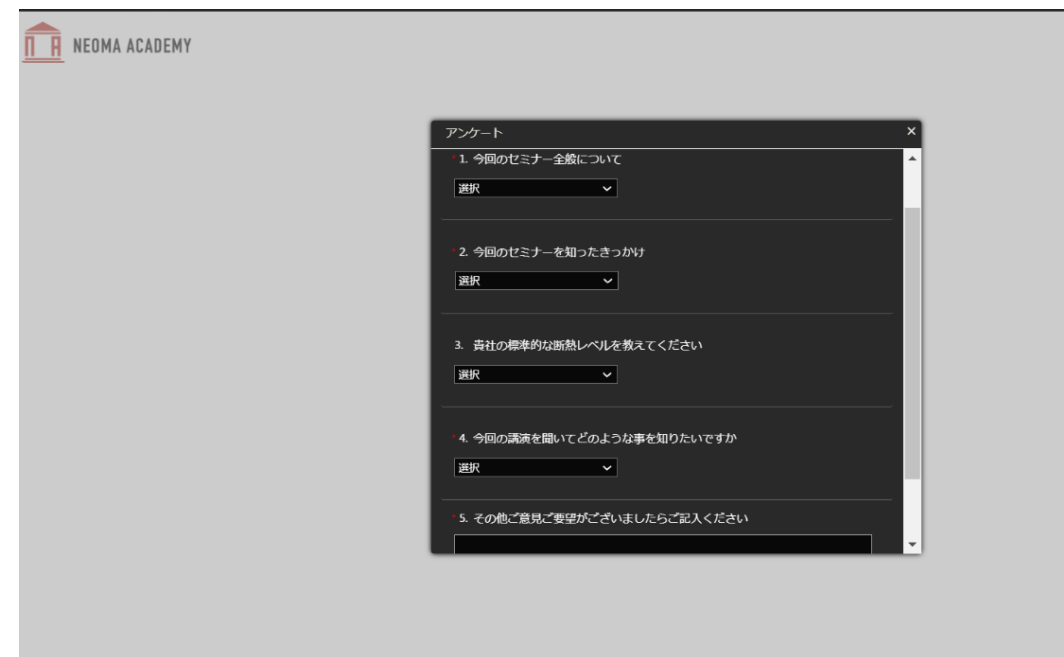 NEOMA ACADEMY
アンケート ×
*1. 今回のセミナー全般について
選択
*2. 今回のセミナーを知ったきっかけ
選択
3. 貴社の標準的な断熱レベルを教えてください
選択
*4. 今回の講演を聞いてどのような事を知りたいですか
選択
*5. その他ご意見ご要望がございましたらご記入ください